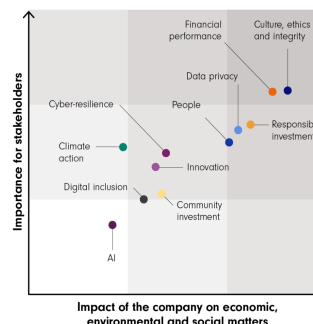 Financial
performance
Culture, ethics
and integrity
Data privacy
Cyber-resilience
People
Responsib
investment
Climate
action
Innovation
Digital inclusion
Community
investment
AI
Importance for stakeholders
Impact of the company on economic,
environmental and social matters